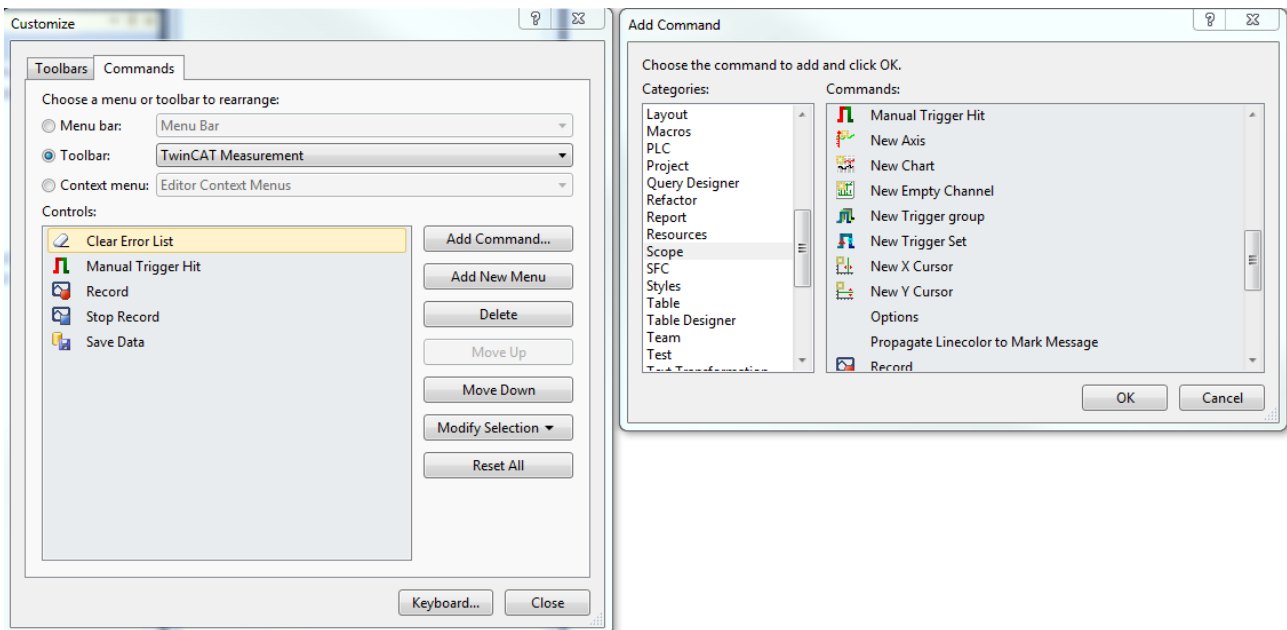 Customize
Toolbars Commands
Choose a menu or toolbar to rearrange:
Menu bar: Menu Bar
Toolbar: TwinCAT Measurement
Context menu: Editor Context Menus
Controls:
Clear Error List
Manual Trigger Hit
Record
Stop Record
Save Data
Add Command...
Add New Menu
Delete
Move Up
Move Down
Modify Selection
Reset All
Keyboard... Close
Add Command
Choose the command to add and click OK.
Categories:
Layout
Macros
PLC
Project
Query Designer
Refactor
Report
Resources
Scope
SFC
Styles
Table
Table Designer
Team
Test
Text Transformation
Commands:
Manual Trigger Hit
New Axis
New Chart
New Empty Channel
New Trigger group
New Trigger Set
New X Cursor
New Y Cursor
Options
Propagate Linecolor to Mark Message
Record
OK Cancel